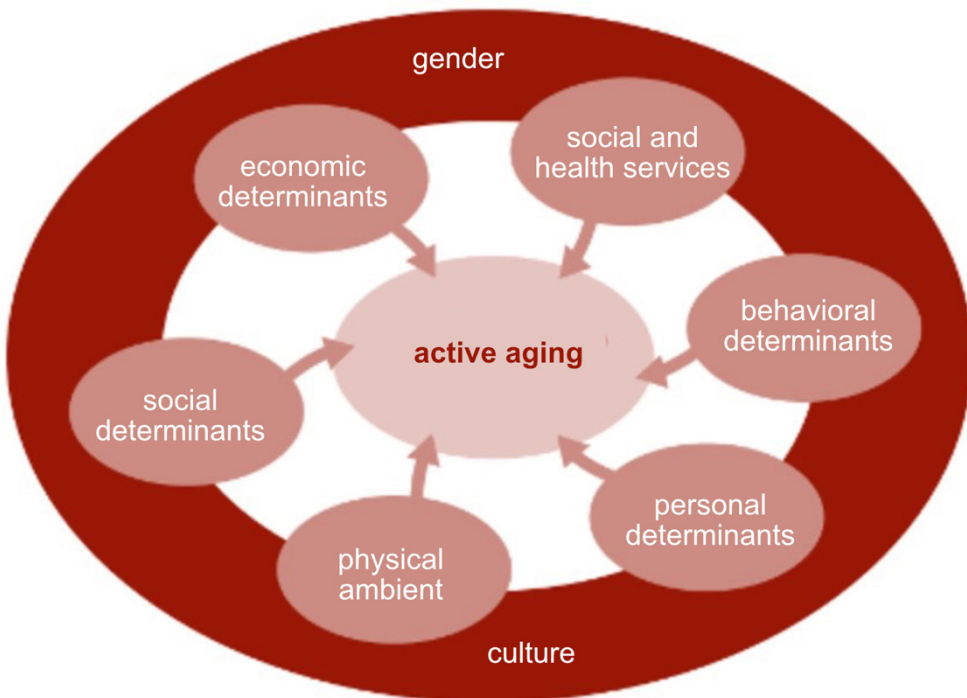 gender
economic
determinants
social and
health services
behavioral
determinants
active aging
social
determinants
personal
determinants
physical
ambient
culture